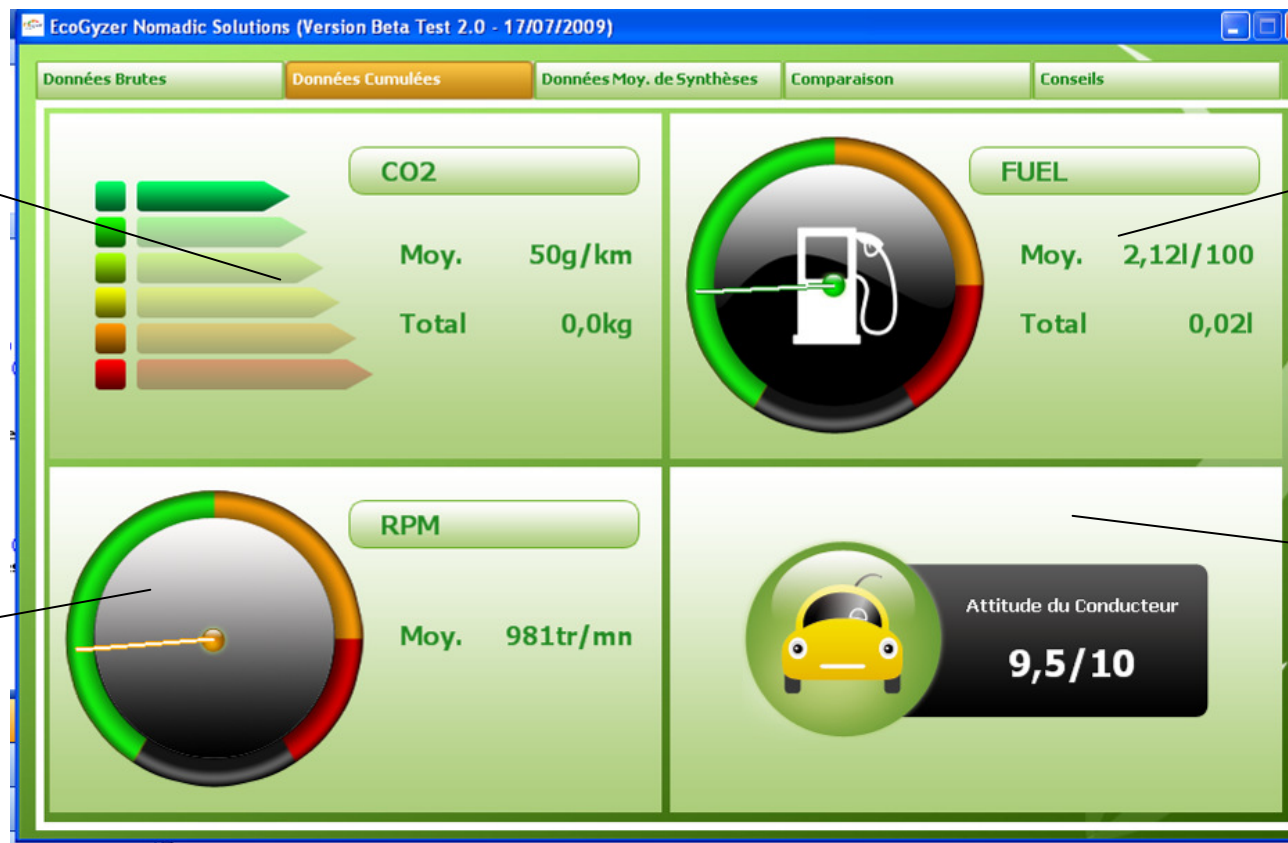 EcoGyzer Nomadic Solutions (Version Beta Test 2.0 - 17/07/2009)
Données Brutes
Données Cumulées
Données Moy. de Synthèses
Comparaison
Conseils
CO2
Moy. 50g/km
Total 0,0kg
FUEL
Moy. 2,12l/100
Total 0,02l
RPM
Moy. 981tr/mn
Attitude du Conducteur
9,5/10